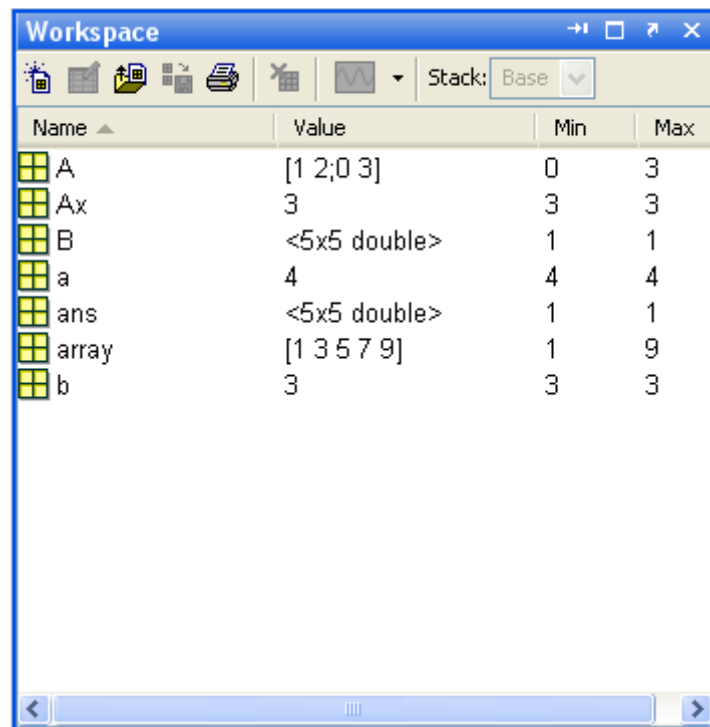 Workspace
Stack: Base
Name Value Min Max
A [1 2;0 3] 0 3
Ax 3 3 3
B <5x5 double> 1 1
a 4 4 4
ans <5x5 double> 1 1
array [1 3 5 7 9] 1 9
b 3 3 3